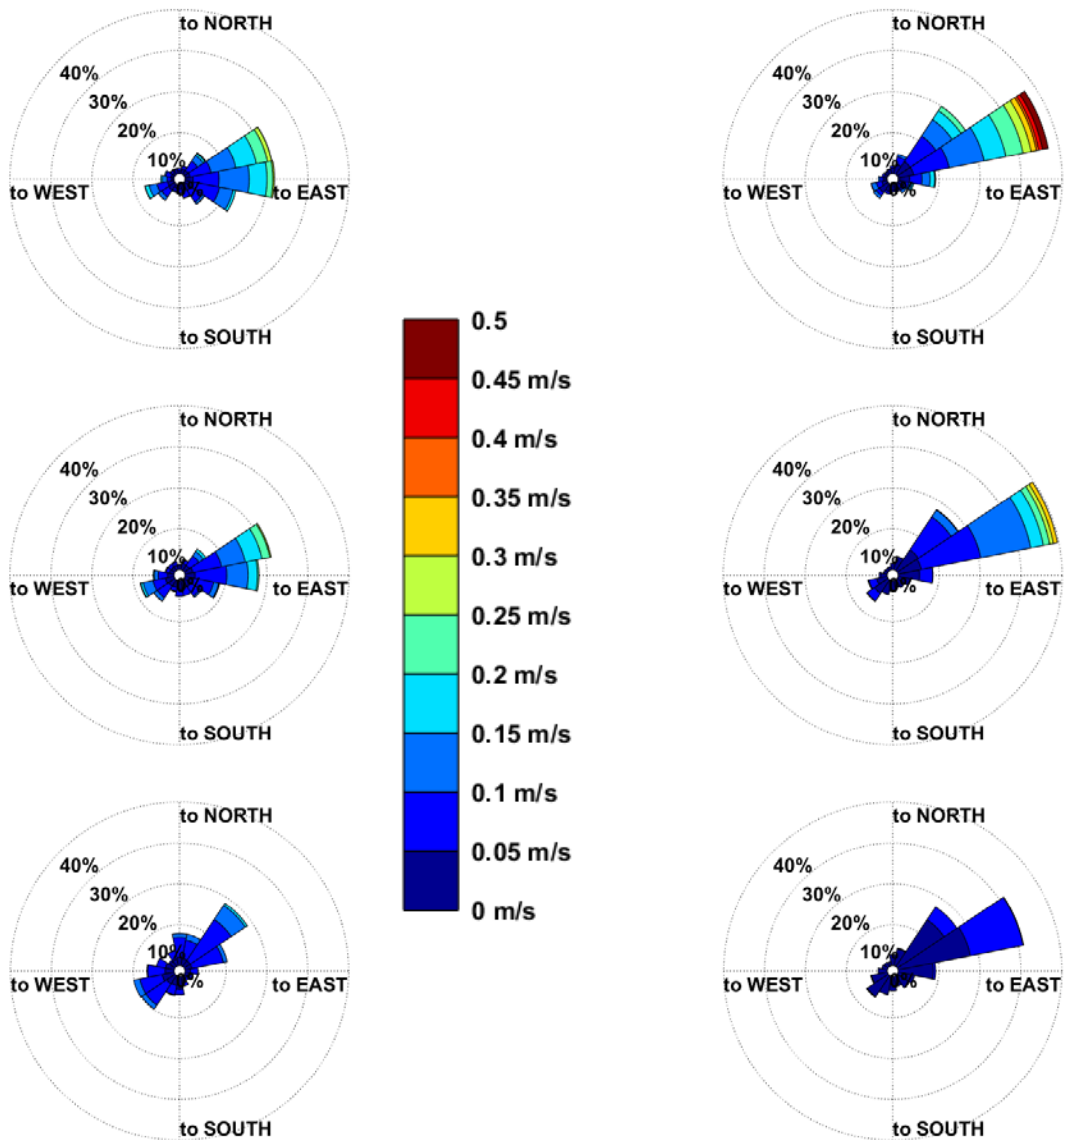 to NORTH
40%
30%
20%
10%
to WEST
to EAST
to SOUTH
to NORTH
40%
30%
20%
10%
0%
to WEST
to EAST
to SOUTH
0.5
0.45 m/s
0.4 m/s
0.35 m/s
0.3 m/s
0.25 m/s
0.2 m/s
0.15 m/s
0.1 m/s
0.05 m/s
0 m/s
to NORTH
40%
30%
20%
10%
to WEST
to EAST
to SOUTH
to NORTH
40%
30%
20%
10%
0%
to WEST
to EAST
to SOUTH
to NORTH
40%
30%
20%
10%
0%
to WEST
to EAST
to SOUTH
to NORTH
40%
30%
20%
10%
0%
to WEST
to EAST
to SOUTH